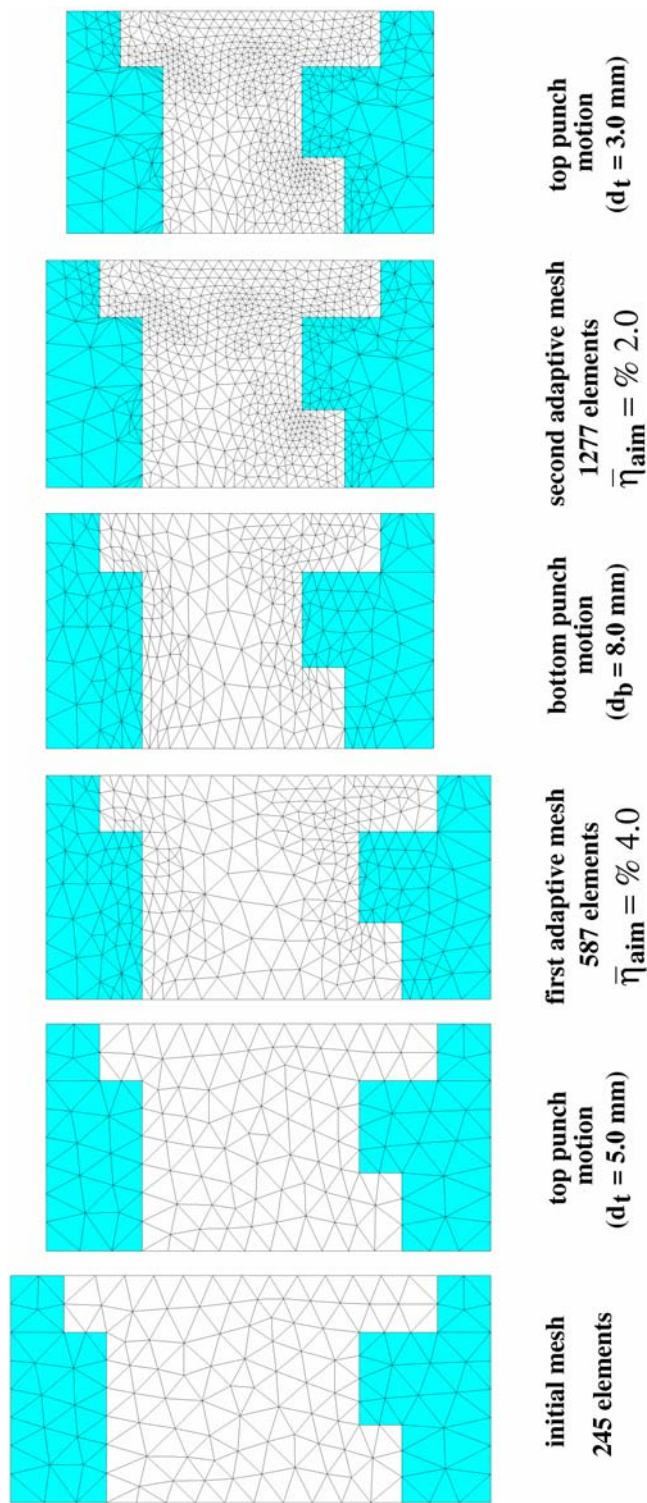 top punch
motion
(dt = 3.0 mm)
second adaptive mesh
1277 elements
η̅aim = % 2.0
bottom punch
motion
(db = 8.0 mm)
first adaptive mesh
587 elements
η̅aim = % 4.0
top punch
motion
(dt = 5.0 mm)
initial mesh
245 elements